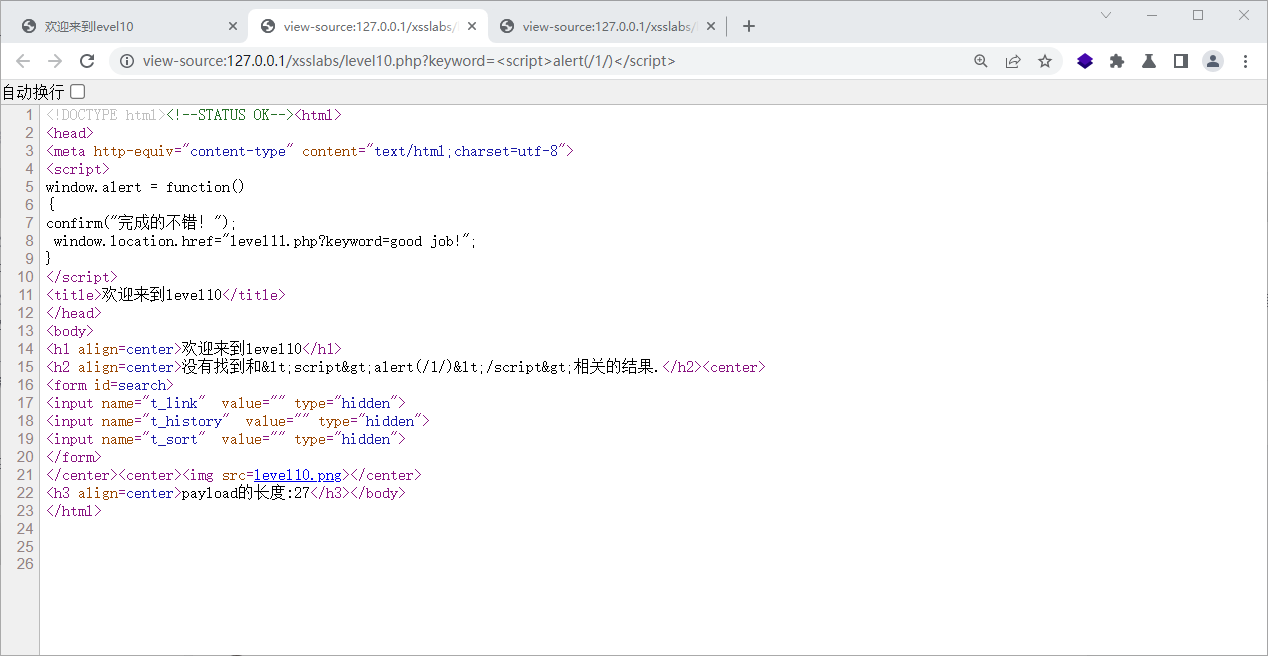 欢迎来到level10
view-source:127.0.0.1/xsslabs/
view-source:127.0.0.1/xsslabs/
view-source:127.0.0.1/xsslabs/level10.php?keyword=<script>alert(/1/)</script>
自动换行
1 <!DOCTYPE html><!--STATUS OK--><html>
2 <head>
3 <meta http-equiv="content-type" content="text/html;charset=utf-8">
4 <script>
5 window.alert = function()
6 {
7 confirm("完成的不错！");
8 window.location.href="level11.php?keyword=good job!";
9 }
10 </script>
11 <title>欢迎来到level10</title>
12 </head>
13 <body>
14 <h1 align=center>欢迎来到level10</h1>
15 <h2 align=center>没有找到和&lt;script&gt;alert(/1/)&lt;/script&gt;相关的结果.</h2><center>
16 <form id=search>
17 <input name="t_link"  value="" type="hidden">
18 <input name="t_history"  value="" type="hidden">
19 <input name="t_sort"  value="" type="hidden">
20 </form>
21 </center><center><img src=level10.png></center>
22 <h3 align=center>payload的长度:27</h3></body>
23 </html>
24
25
26